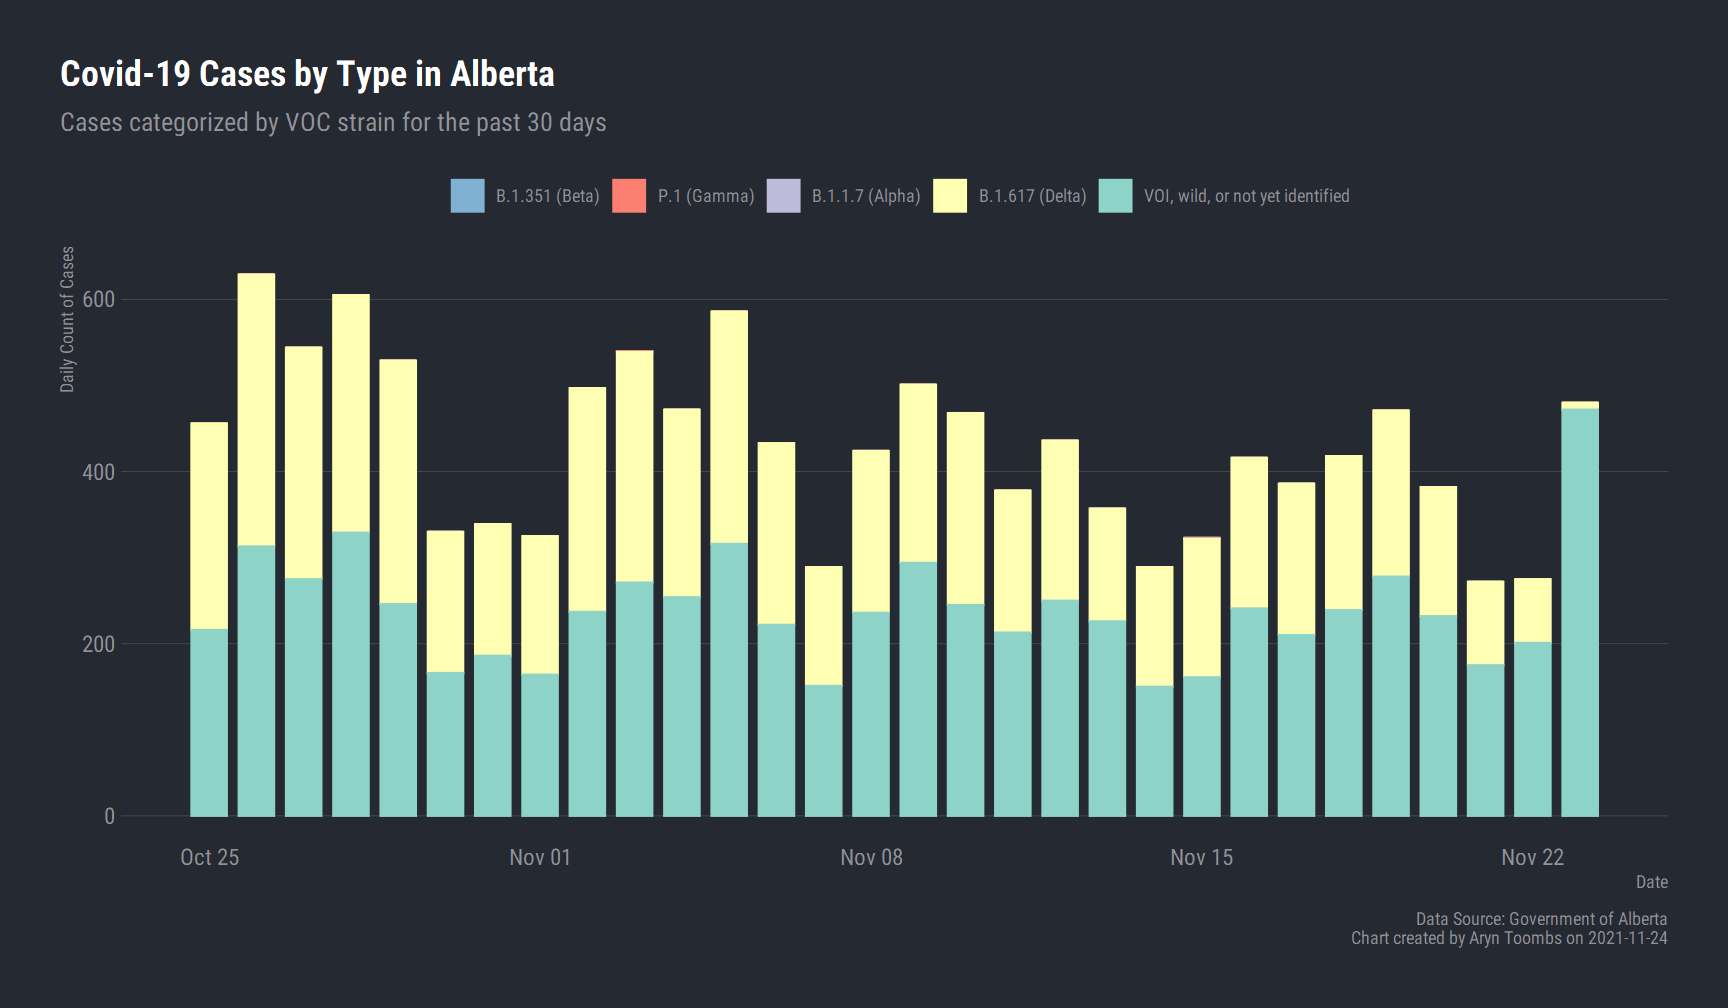 Covid-19 Cases by Type in Alberta
Cases categorized by VOC strain for the past 30 days
B.1.351 (Beta) P.1 (Gamma) B.1.1.7 (Alpha) B.1.617 (Delta) VOI, wild, or not yet identified
Daily Count of Cases
600
400
200
0
Oct 25 Nov 01 Nov 08 Nov 15 Nov 22
Date
Data Source: Government of Alberta
Chart created by Aryn Toombs on 2021-11-24